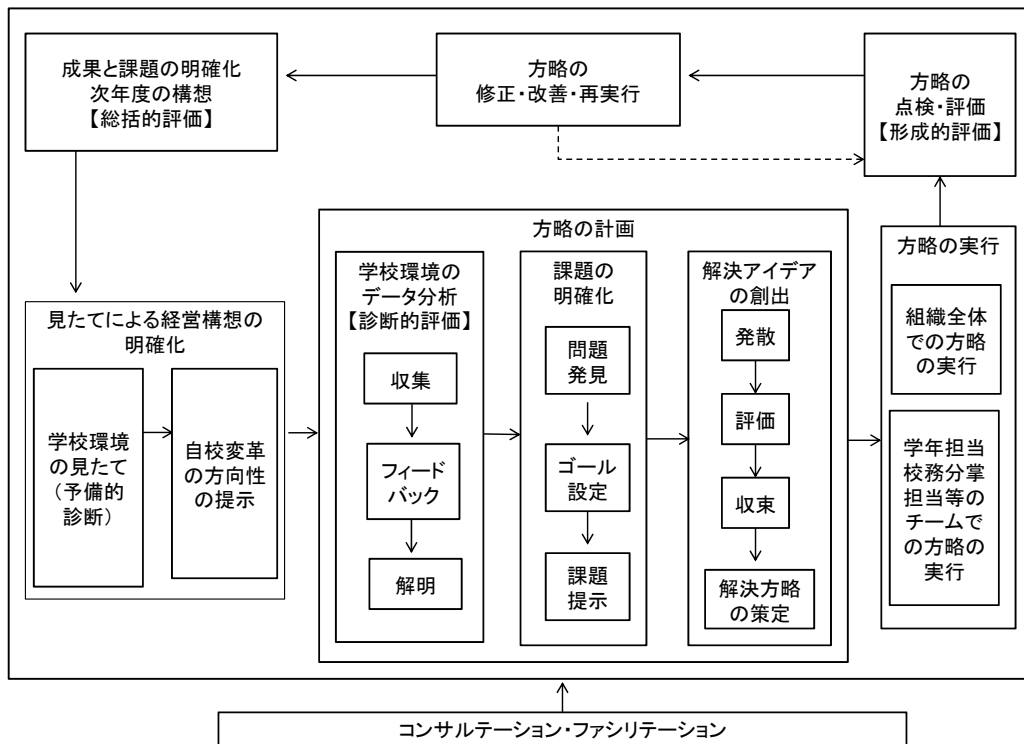 成果と課題の明確化
次年度の構想
【総括的評価】
方略の
修正・改善・再実行
方略の
点検・評価
【形成的評価】
見たてによる経営構想の
明確化
学校環境
の見たて
(予備的
診断)
自校変革
の方向性
の提示
方略の計画
学校環境の
データ分析
【診断的評価】
収集
フィード
バック
解明
課題の
明確化
問題
発見
ゴール
設定
課題
提示
解決アイデア
の創出
発散
評価
収束
解決方略
の策定
方略の実行
組織全体
での方略
の実行
学年担当
校務分掌
担当等の
チームで
の方略の
実行
コンサルテーション・ファシリテーション